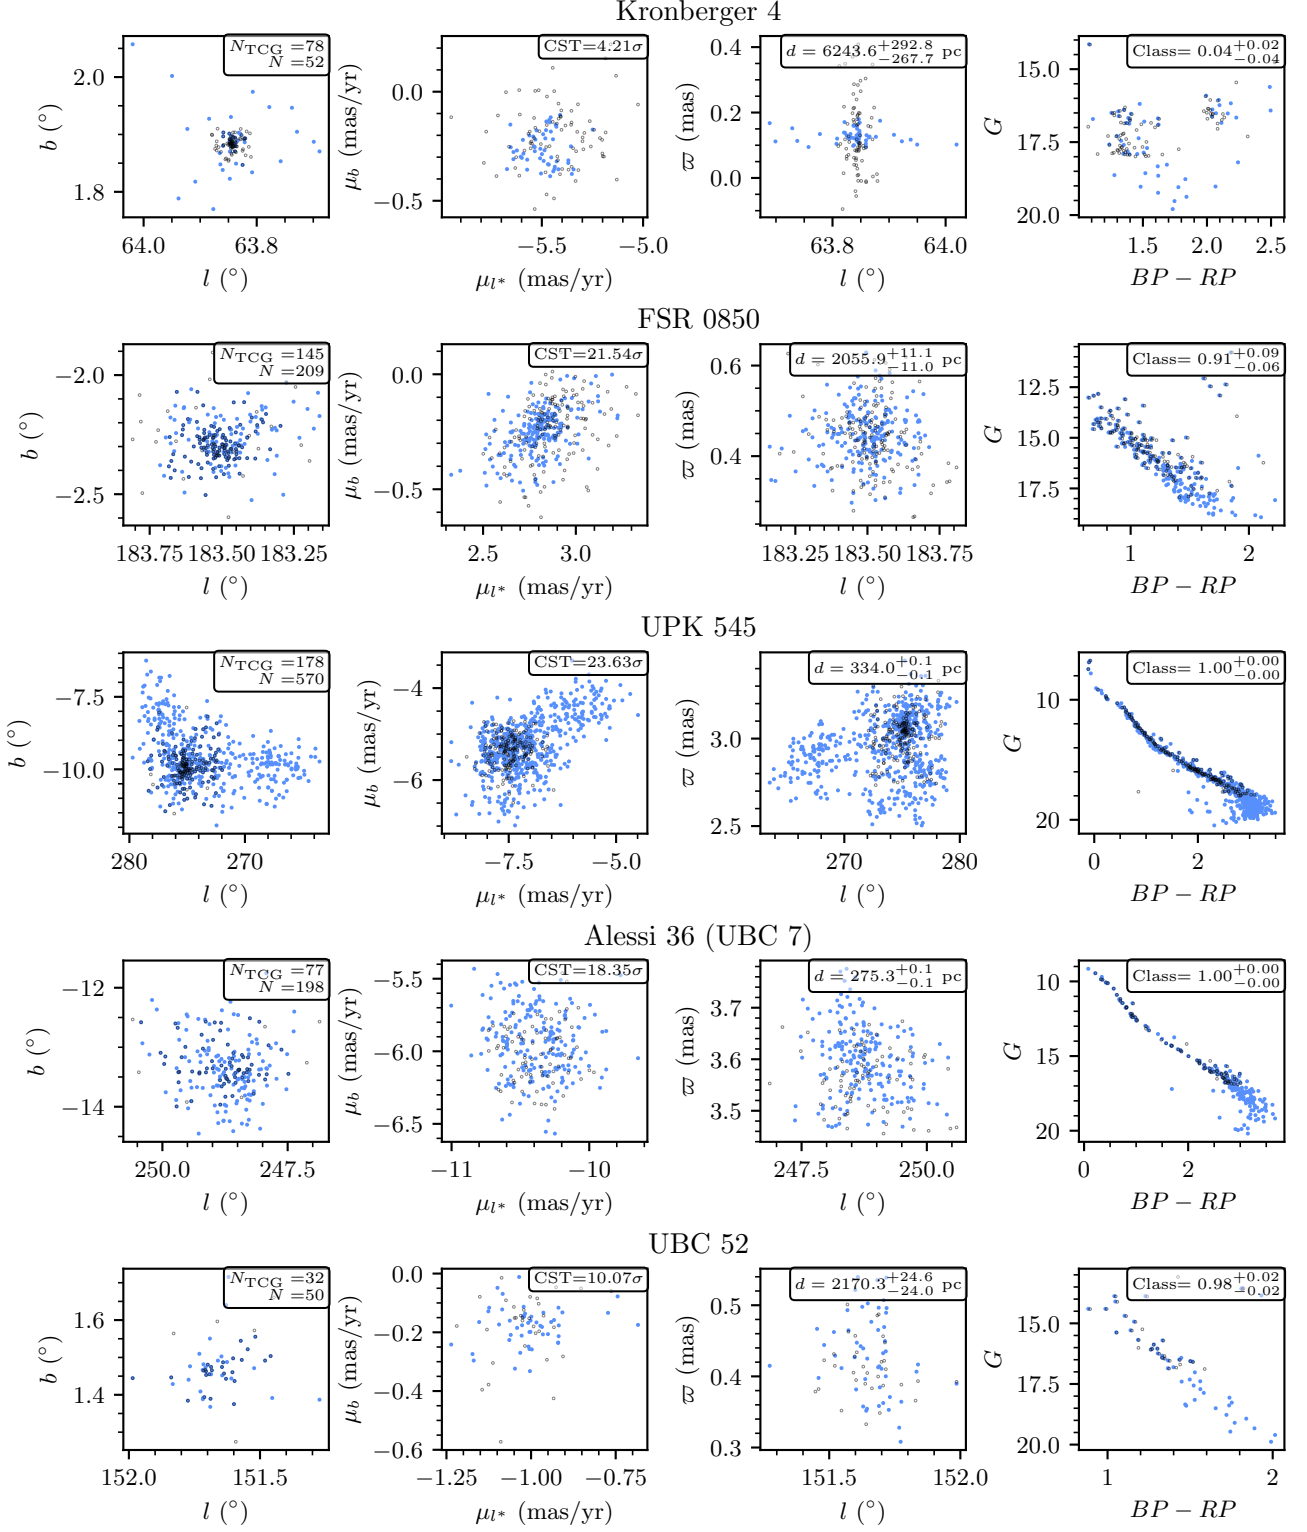 Kronberger 4
N_TCG =78
N =52
2.0
1.8
b (°)
64.0 63.8
l (°)
CST=4.21σ
0.0
−0.5
μ_b (mas/yr)
−5.5 −5.0
μ_l* (mas/yr)
d = 6243.6 +292.8 −267.7 pc
0.4
0.2
0.0
ϖ (mas)
63.8 64.0
l (°)
Class= 0.04 +0.02 −0.04
15.0
17.5
20.0
G
1.5 2.0 2.5
BP − RP
FSR 0850
N_TCG =145
N =209
−2.0
−2.5
b (°)
183.75 183.50 183.25
l (°)
CST=21.54σ
0.0
−0.5
μ_b (mas/yr)
2.5 3.0
μ_l* (mas/yr)
d = 2055.9 +11.1 −11.0 pc
0.6
0.4
ϖ (mas)
183.25 183.50 183.75
l (°)
Class= 0.91 +0.09 −0.06
12.5
15.0
17.5
G
1 2
BP − RP
UPK 545
N_TCG =178
N =570
−7.5
−10.0
b (°)
280 270
l (°)
CST=23.63σ
−4
−6
μ_b (mas/yr)
−7.5 −5.0
μ_l* (mas/yr)
d = 334.0 +0.1 −0.1 pc
3.0
2.5
ϖ (mas)
270 280
l (°)
Class= 1.00 +0.00 −0.00
10
20
G
0 2
BP − RP
Alessi 36 (UBC 7)
N_TCG =77
N =198
−12
−14
b (°)
250.0 247.5
l (°)
CST=18.35σ
−5.5
−6.0
−6.5
μ_b (mas/yr)
−11 −10
μ_l* (mas/yr)
d = 275.3 +0.1 −0.1 pc
3.7
3.6
3.5
ϖ (mas)
247.5 250.0
l (°)
Class= 1.00 +0.00 −0.00
10
15
20
G
0 2
BP − RP
UBC 52
N_TCG =32
N =50
1.6
1.4
b (°)
152.0 151.5
l (°)
CST=10.07σ
0.0
−0.2
−0.4
−0.6
μ_b (mas/yr)
−1.25 −1.00 −0.75
μ_l* (mas/yr)
d = 2170.3 +24.6 −24.0 pc
0.5
0.4
0.3
ϖ (mas)
151.5 152.0
l (°)
Class= 0.98 +0.02 −0.02
15.0
17.5
20.0
G
1 2
BP − RP